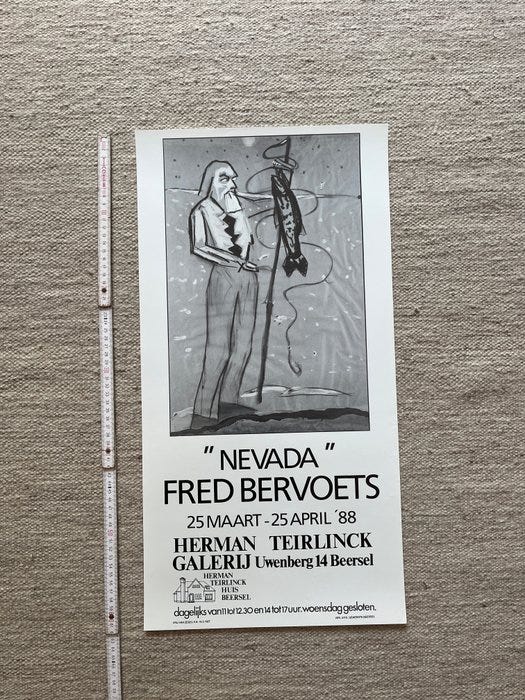 " NEVADA "
FRED BERVOETS
25 MAART - 25 APRIL '88
HERMAN TEIRLINCK
GALERIJ Uwenberg 14 Beersel
HERMAN
TEIRLINCK
HUIS
BEERSEL
dagelijks van 11 tot 12.30 en 14 tot 17 uur. woensdag gesloten.